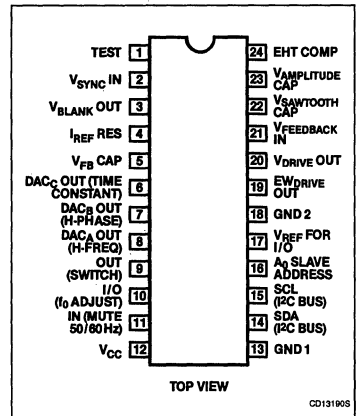 TEST 1
VSYNC IN 2
VBLANK OUT 3
IREF RES 4
VFB CAP 5
DACC OUT (TIME
CONSTANT) 6
DACB OUT
(H-PHASE) 7
DACA OUT
(H-FREQ) 8
OUT
(SWITCH) 9
I/O
(f0 ADJUST) 10
IN (MUTE
50/60 Hz) 11
VCC 12
24 EHT COMP
23 VAMPLITUDE
CAP
22 VSAWTOOTH
CAP
21 VFEEDBACK
IN
20 VDRIVE OUT
19 EWDRIVE
OUT
18 GND 2
17 VREF FOR
I/O
16 A0 SLAVE
ADDRESS
15 SCL
(I2C BUS)
14 SDA
(I2C BUS)
13 GND 1
TOP VIEW
CD13190S